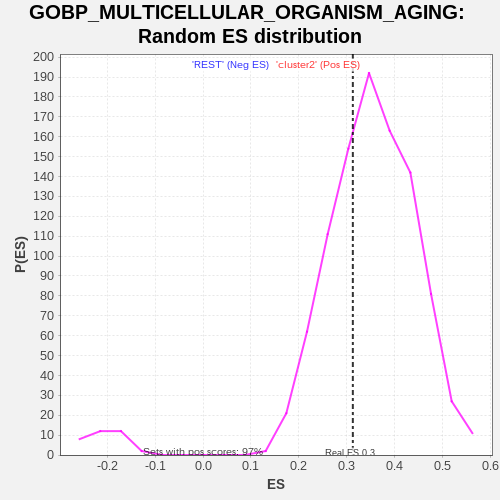 GOBP_MULTICELLULAR_ORGANISM_AGING:
Random ES distribution
'REST' (Neg ES) 'cluster2' (Pos ES)
200
190
180
170
160
150
140
130
120
110
100
90
80
70
60
50
40
30
20
10
0
P(ES)
Sets with pos scores: 97%
Real ES 0.3
-0.2 -0.1 0.0 0.1 0.2 0.3 0.4 0.5 0.6
ES